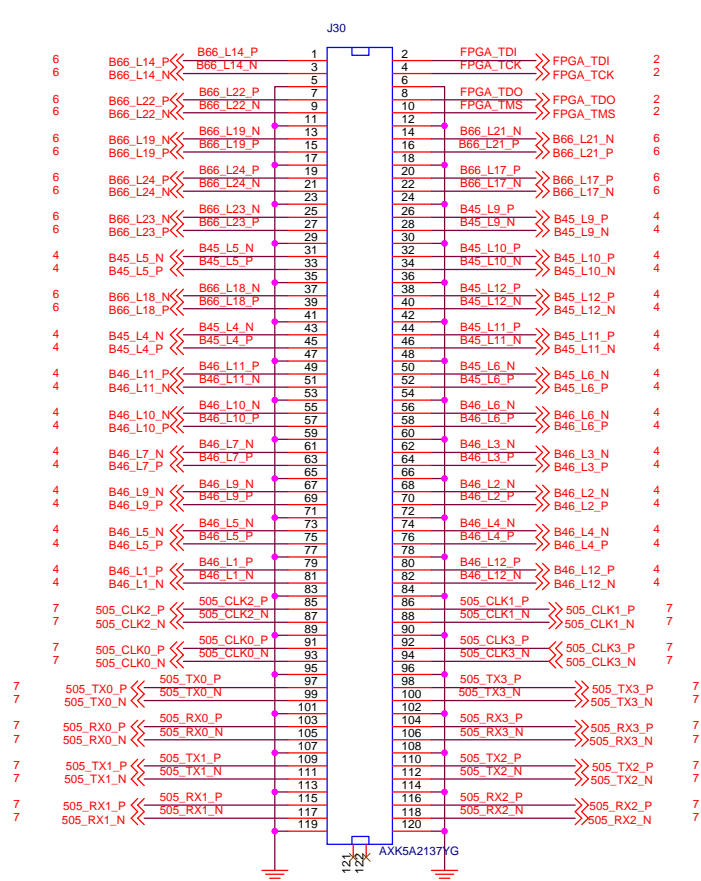 J30
6 B66_L14_P B66_L14_P 1 2 FPGA_TDI FPGA_TDI 2
6 B66_L14_N B66_L14_N 3 4 FPGA_TCK FPGA_TCK 2
5 6
6 B66_L22_P B66_L22_P 7 8 FPGA_TDO FPGA_TDO 2
6 B66_L22_N B66_L22_N 9 10 FPGA_TMS FPGA_TMS 2
11 12
6 B66_L19_N B66_L19_N 13 14 B66_L21_N B66_L21_N 6
6 B66_L19_P B66_L19_P 15 16 B66_L21_P B66_L21_P 6
17 18
6 B66_L24_P B66_L24_P 19 20 B66_L17_P B66_L17_P 6
6 B66_L24_N B66_L24_N 21 22 B66_L17_N B66_L17_N 6
23 24
6 B66_L23_N B66_L23_N 25 26 B45_L9_P B45_L9_P 4
6 B66_L23_P B66_L23_P 27 28 B45_L9_N B45_L9_N 4
29 30
4 B45_L5_N B45_L5_N 31 32 B45_L10_P B45_L10_P 4
4 B45_L5_P B45_L5_P 33 34 B45_L10_N B45_L10_N 4
35 36
6 B66_L18_N B66_L18_N 37 38 B45_L12_P B45_L12_P 4
6 B66_L18_P B66_L18_P 39 40 B45_L12_N B45_L12_N 4
41 42
4 B45_L4_N B45_L4_N 43 44 B45_L11_P B45_L11_P 4
4 B45_L4_P B45_L4_P 45 46 B45_L11_N B45_L11_N 4
47 48
4 B46_L11_P B46_L11_P 49 50 B45_L6_N B45_L6_N 4
4 B46_L11_N B46_L11_N 51 52 B45_L6_P B45_L6_P 4
53 54
4 B46_L10_N B46_L10_N 55 56 B46_L6_N B46_L6_N 4
4 B46_L10_P B46_L10_P 57 58 B46_L6_P B46_L6_P 4
59 60
4 B46_L7_N B46_L7_N 61 62 B46_L3_N B46_L3_N 4
4 B46_L7_P B46_L7_P 63 64 B46_L3_P B46_L3_P 4
65 66
4 B46_L9_N B46_L9_N 67 68 B46_L2_N B46_L2_N 4
4 B46_L9_P B46_L9_P 69 70 B46_L2_P B46_L2_P 4
71 72
4 B46_L5_N B46_L5_N 73 74 B46_L4_N B46_L4_N 4
4 B46_L5_P B46_L5_P 75 76 B46_L4_P B46_L4_P 4
77 78
4 B46_L1_P B46_L1_P 79 80 B46_L12_P B46_L12_P 4
4 B46_L1_N B46_L1_N 81 82 B46_L12_N B46_L12_N 4
83 84
7 505_CLK2_P 505_CLK2_P 85 86 505_CLK1_P 505_CLK1_P 7
7 505_CLK2_N 505_CLK2_N 87 88 505_CLK1_N 505_CLK1_N 7
89 90
7 505_CLK0_P 505_CLK0_P 91 92 505_CLK3_P 505_CLK3_P 7
7 505_CLK0_N 505_CLK0_N 93 94 505_CLK3_N 505_CLK3_N 7
95 96
7 505_TX0_P 505_TX0_P 97 98 505_TX3_P 505_TX3_P 7
7 505_TX0_N 505_TX0_N 99 100 505_TX3_N 505_TX3_N 7
101 102
7 505_RX0_P 505_RX0_P 103 104 505_RX3_P 505_RX3_P 7
7 505_RX0_N 505_RX0_N 105 106 505_RX3_N 505_RX3_N 7
107 108
7 505_TX1_P 505_TX1_P 109 110 505_TX2_P 505_TX2_P 7
7 505_TX1_N 505_TX1_N 111 112 505_TX2_N 505_TX2_N 7
113 114
7 505_RX1_P 505_RX1_P 115 116 505_RX2_P 505_RX2_P 7
7 505_RX1_N 505_RX1_N 117 118 505_RX2_N 505_RX2_N 7
119 120
121 122 AXK5A2137YG